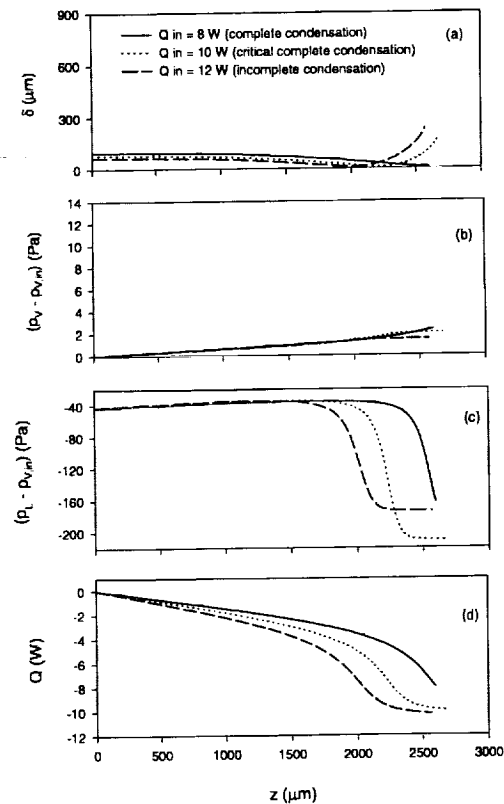 900
600
300
0
δ (μm)
Q in = 8 W (complete condensation)
Q in = 10 W (critical complete condensation)
Q in = 12 W (incomplete condensation)
(a)
14
12
10
8
6
4
2
0
(p_V - p_V,in) (Pa)
(b)
-40
-80
-120
-160
-200
(p_L - p_V,in) (Pa)
(c)
0
-2
-4
-6
-8
-10
-12
Q (W)
(d)
0 500 1000 1500 2000 2500 3000
z (μm)